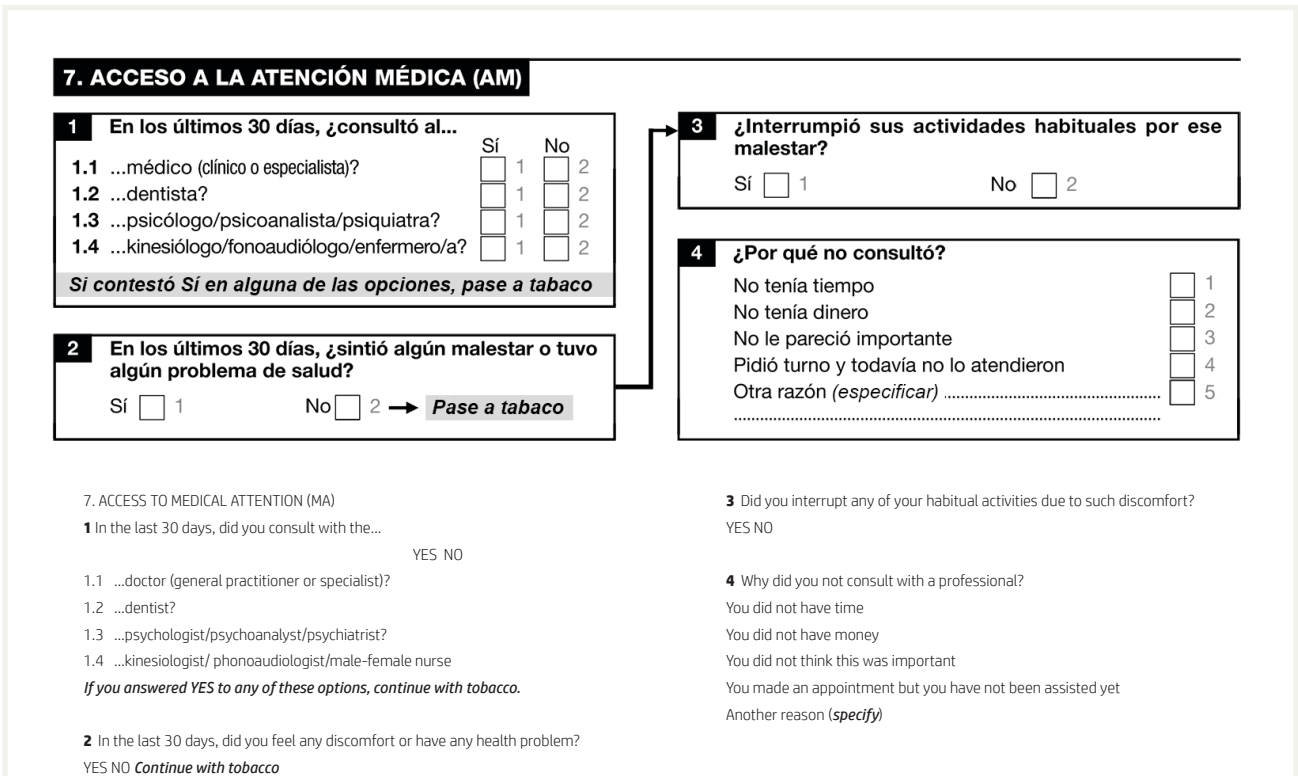 7. ACCESO A LA ATENCIÓN MÉDICA (AM)
1 En los últimos 30 días, ¿consultó al...
Sí No
1.1 ...médico (clínico o especialista)? 1 2
1.2 ...dentista? 1 2
1.3 ...psicólogo/psicoanalista/psiquiatra? 1 2
1.4 ...kinesiólogo/fonoaudiólogo/enfermero/a? 1 2
Si contestó Sí en alguna de las opciones, pase a tabaco
2 En los últimos 30 días, ¿sintió algún malestar o tuvo
algún problema de salud?
Sí 1 No 2 Pase a tabaco
3 ¿Interrumpió sus actividades habituales por ese
malestar?
Sí 1 No 2
4 ¿Por qué no consultó?
No tenía tiempo 1
No tenía dinero 2
No le pareció importante 3
Pidió turno y todavía no lo atendieron 4
Otra razón (especificar) 5
7. ACCESS TO MEDICAL ATTENTION (MA)
1 In the last 30 days, did you consult with the...
YES NO
1.1 ...doctor (general practitioner or specialist)?
1.2 ...dentist?
1.3 ...psychologist/psychoanalyst/psychiatrist?
1.4 ...kinesiologist/ phonoaudiologist/male-female nurse
If you answered YES to any of these options, continue with tobacco.
2 In the last 30 days, did you feel any discomfort or have any health problem?
YES NO Continue with tobacco
3 Did you interrupt any of your habitual activities due to such discomfort?
YES NO
4 Why did you not consult with a professional?
You did not have time
You did not have money
You did not think this was important
You made an appointment but you have not been assisted yet
Another reason (specify)